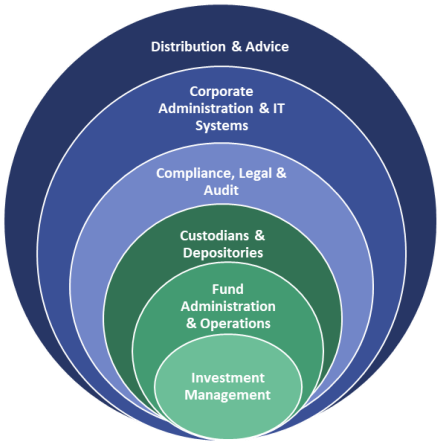 Distribution & Advice
Corporate
Administration & IT
Systems
Compliance, Legal &
Audit
Custodians &
Depositories
Fund
Administration
& Operations
Investment
Management